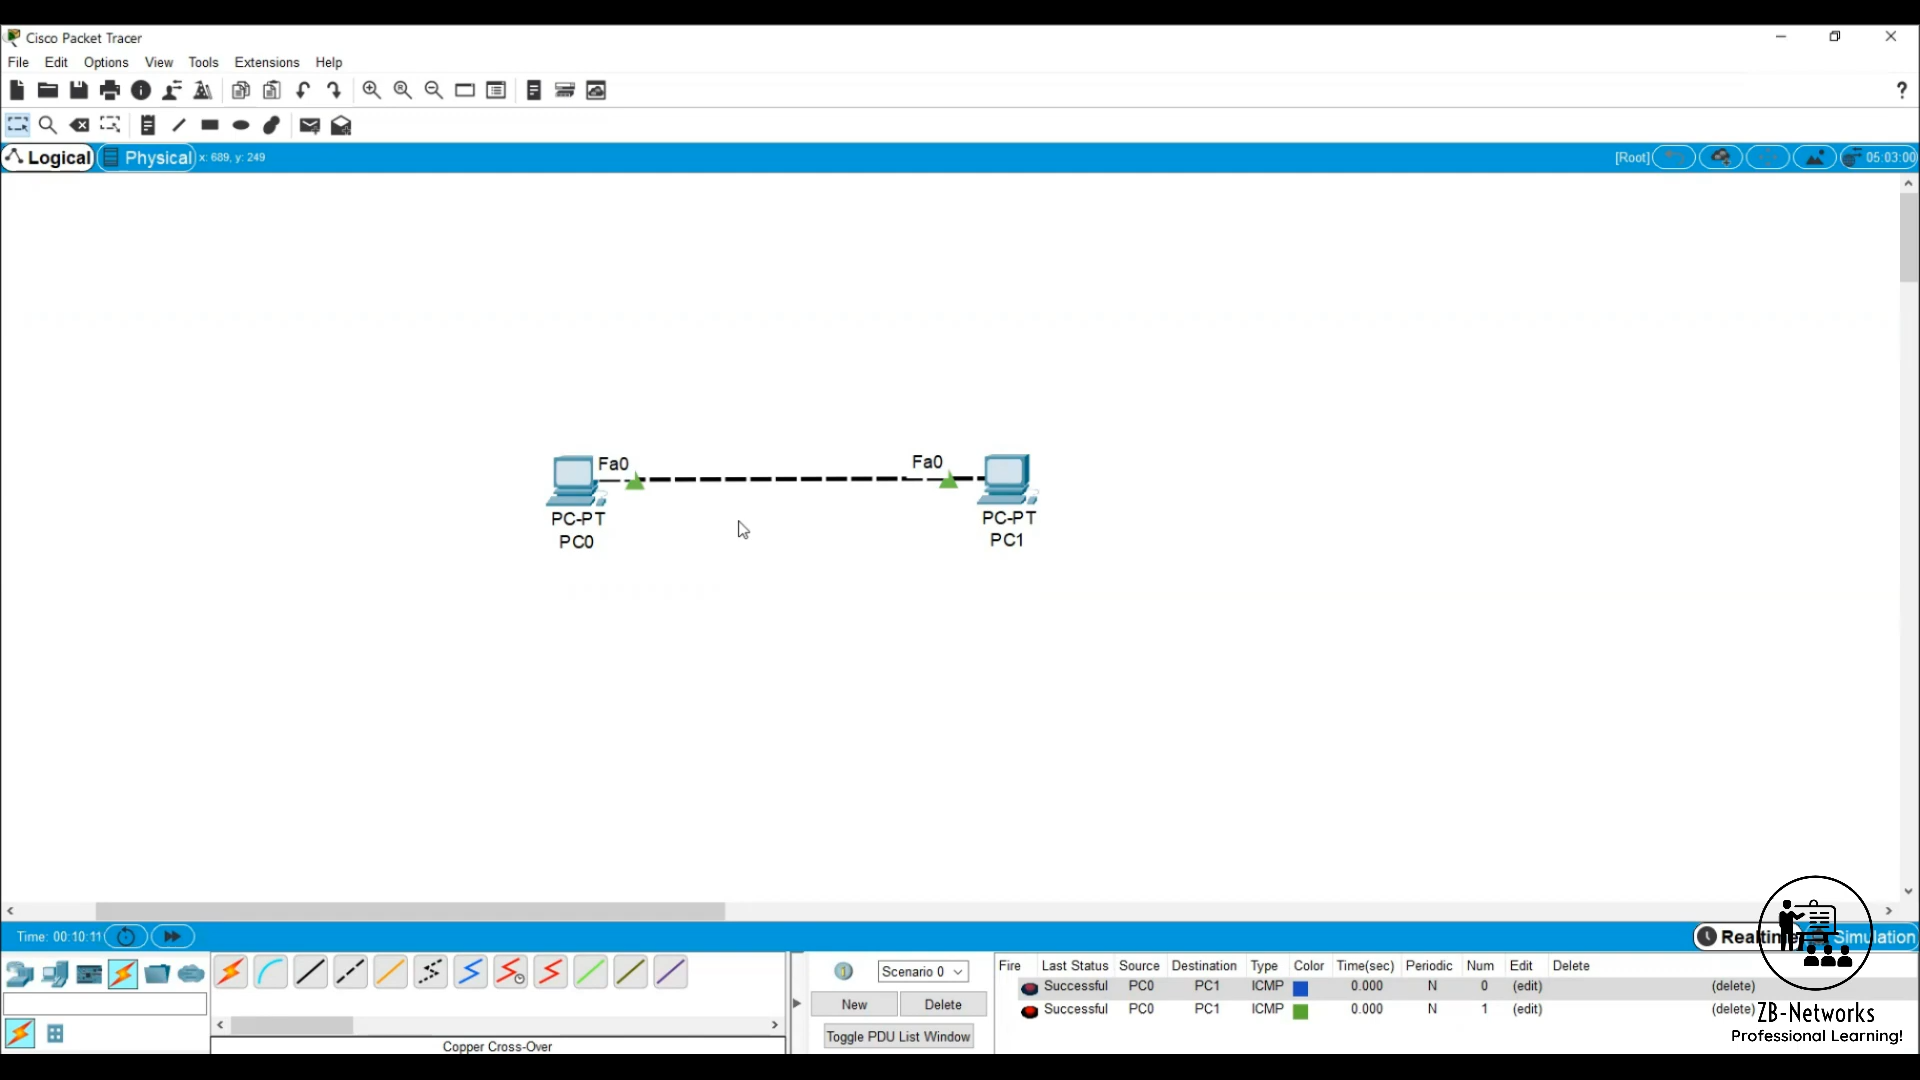 Cisco Packet Tracer
File Edit Options View Tools Extensions Help
?
Logical Physical x: 689, y: 249 [Root] 05:03:00
Fa0 Fa0
PC-PT PC-PT
PC0 PC1
Time: 00:10:11 Realtime Simulation
Scenario 0
New Delete
Toggle PDU List Window
Copper Cross-Over
Fire Last Status Source Destination Type Color Time(sec) Periodic Num Edit Delete
Successful PC0 PC1 ICMP 0.000 N 0 (edit) (delete)
Successful PC0 PC1 ICMP 0.000 N 1 (edit) (delete)
ZB-Networks
Professional Learning!